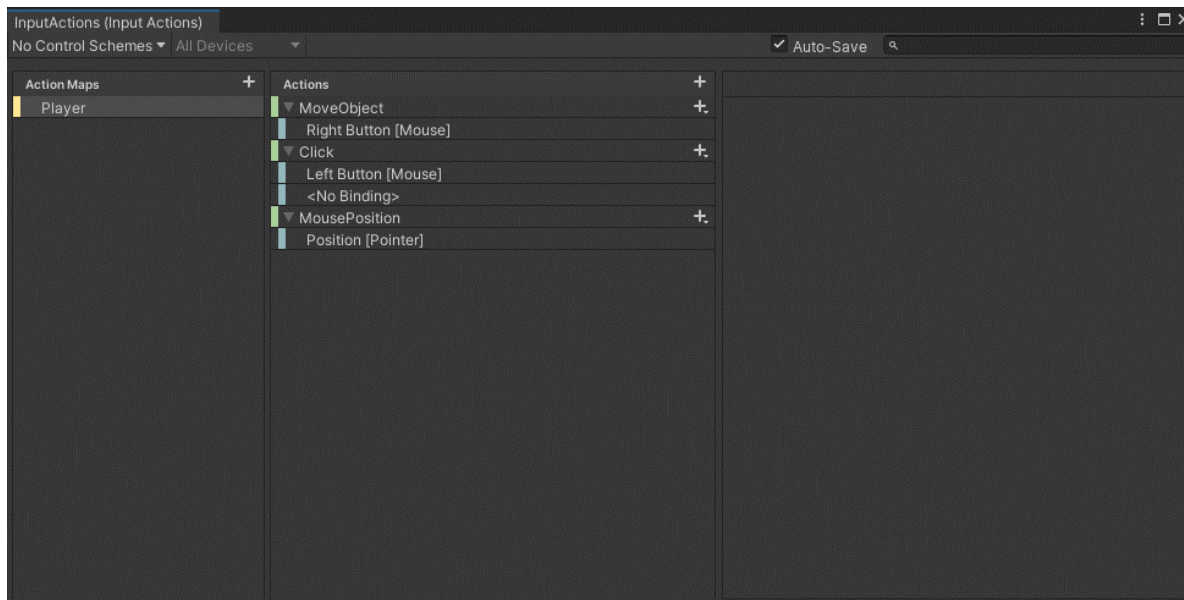 InputActions (Input Actions)
No Control Schemes All Devices Auto-Save
Action Maps
Player
Actions
MoveObject
Right Button [Mouse]
Click
Left Button [Mouse]
<No Binding>
MousePosition
Position [Pointer]